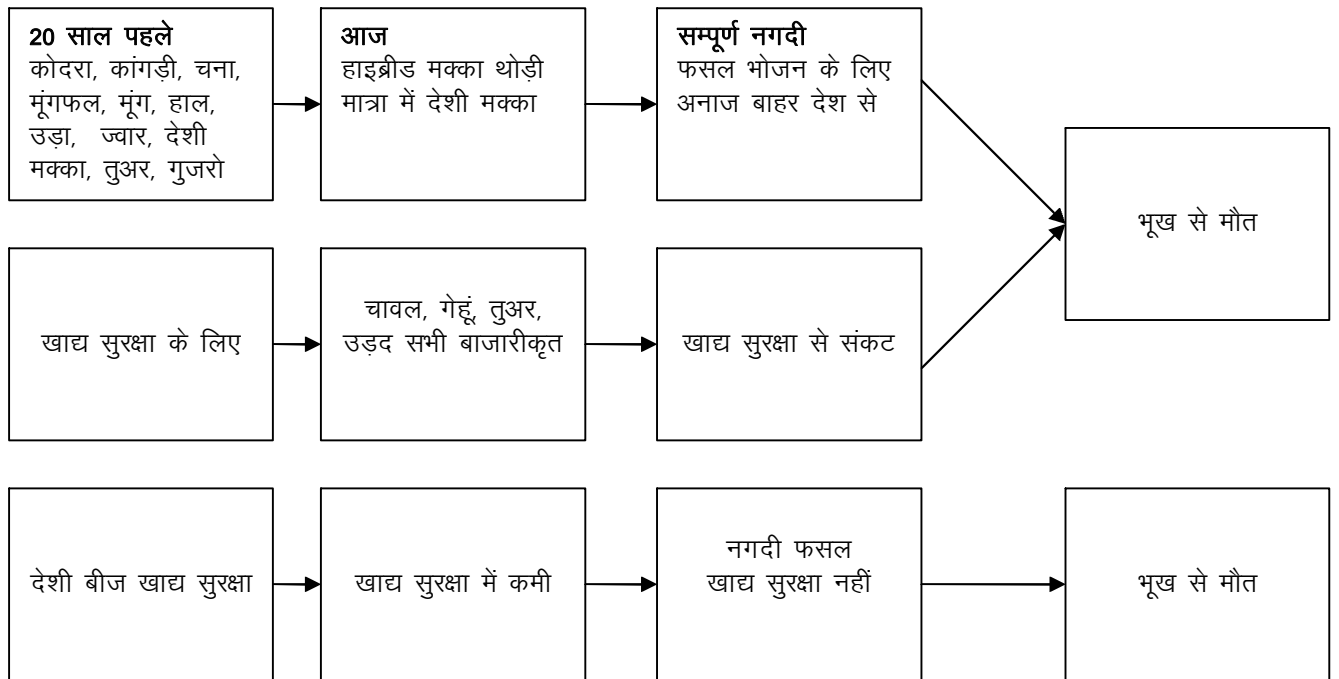 20 साल पहले
कोदरा, कांगड़ी, चना,
मूंगफल, मूंग, हाल,
उड़ा, ज्वार, देशी
मक्का, तुअर, गुजरो
आज
हाइब्रीड मक्का थोड़ी
मात्रा में देशी मक्का
सम्पूर्ण नगदी
फसल भोजन के लिए
अनाज बाहर देश से
भूख से मौत
खाद्य सुरक्षा के लिए
चावल, गेहूं, तुअर,
उड़द सभी बाजारीकृत
खाद्य सुरक्षा से संकट
देशी बीज खाद्य सुरक्षा
खाद्य सुरक्षा में कमी
नगदी फसल
खाद्य सुरक्षा नहीं
भूख से मौत